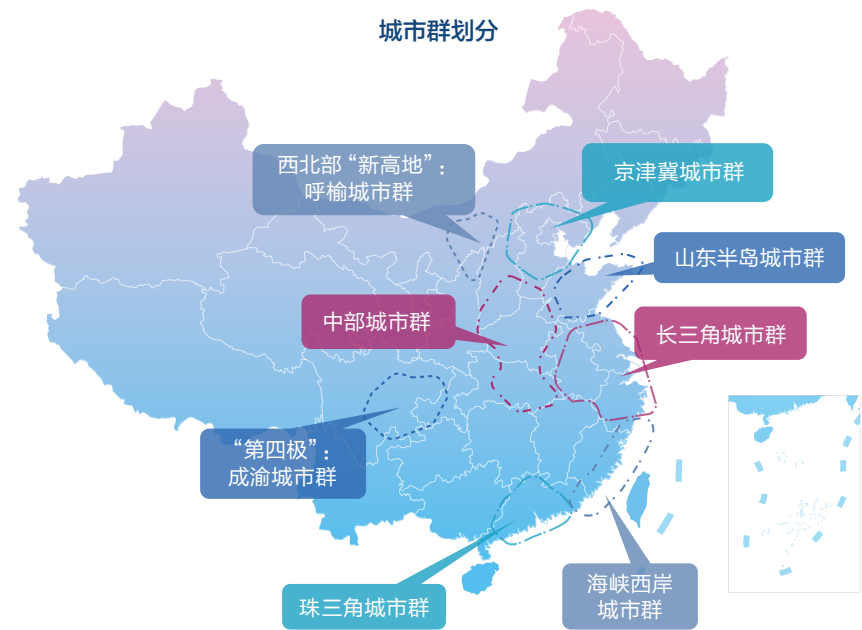 城市群划分
西北部“新高地”：
呼榆城市群
京津冀城市群
山东半岛城市群
中部城市群
长三角城市群
“第四极”：
成渝城市群
珠三角城市群
海峡西岸
城市群